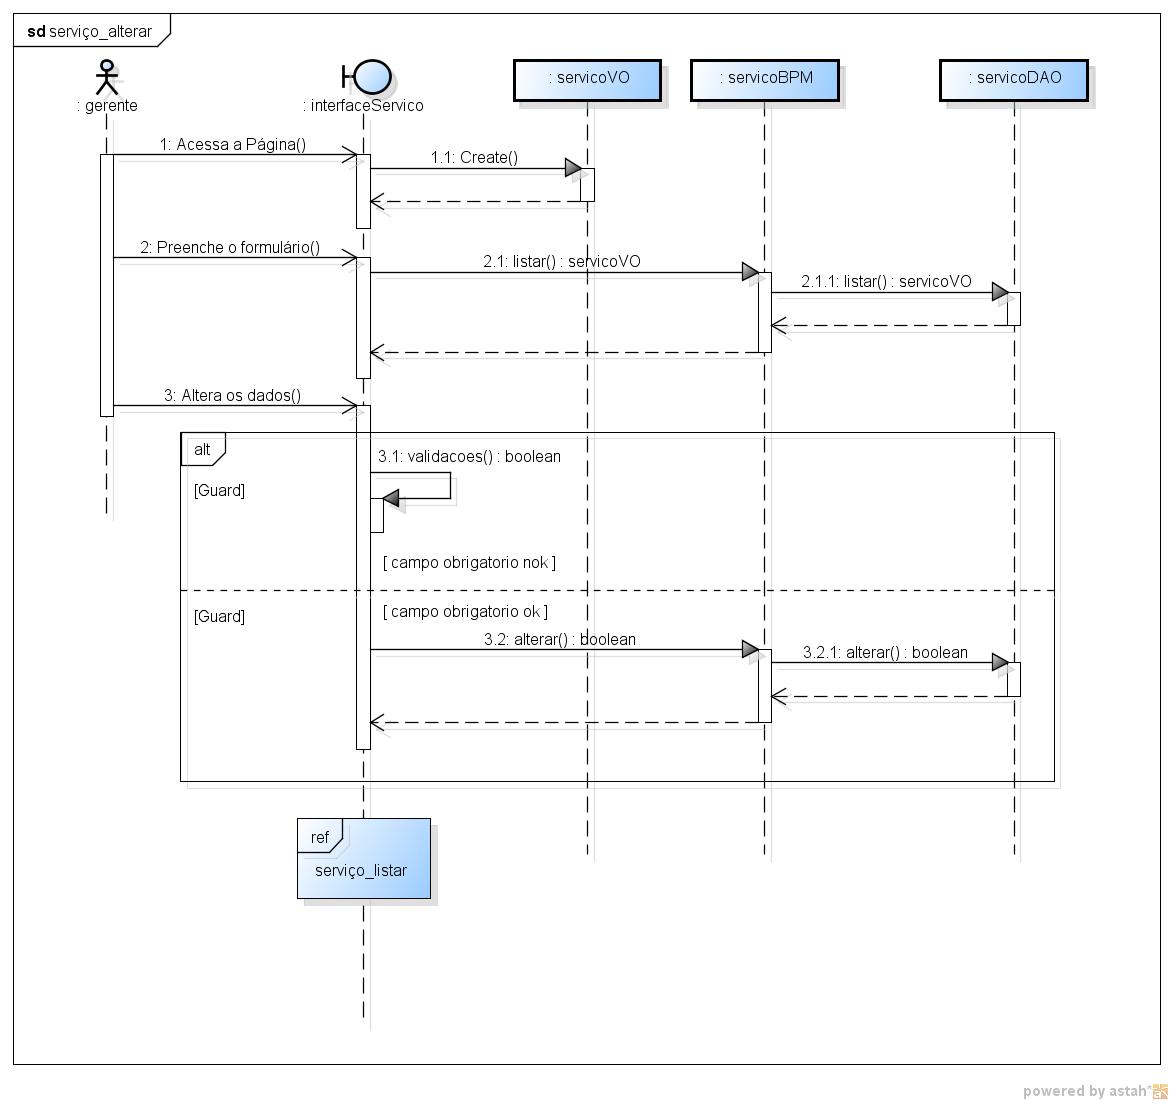 sd serviço_alterar
: gerente
: interfaceServico
: servicoVO
: servicoBPM
: servicoDAO
1: Acessa a Página()
1.1: Create()
2: Preenche o formulário()
2.1: listar() : servicoVO
2.1.1: listar() : servicoVO
3: Altera os dados()
alt
3.1: validacoes() : boolean
[Guard]
[ campo obrigatorio nok ]
[Guard]
[ campo obrigatorio ok ]
3.2: alterar() : boolean
3.2.1: alterar() : boolean
ref
serviço_listar
powered by astah*